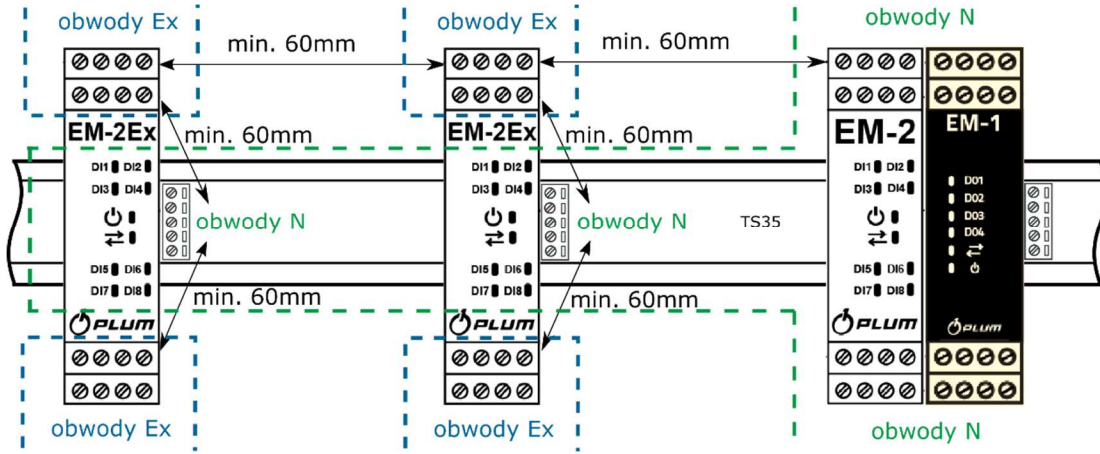 obwody Ex
obwody Ex
obwody N
min. 60mm
min. 60mm
EM-2Ex
min. 60mm
EM-2Ex
min. 60mm
EM-2
EM-1
DI1 DI2
DI3 DI4
DI1 DI2
DI3 DI4
DI1 DI2
DI3 DI4
DO1
DO2
DO3
DO4
obwody N
obwody N
TS35
DI5 DI6
DI7 DI8
DI5 DI6
DI7 DI8
DI5 DI6
DI7 DI8
min. 60mm
min. 60mm
PLUM
PLUM
PLUM
PLUM
obwody Ex
obwody Ex
obwody N